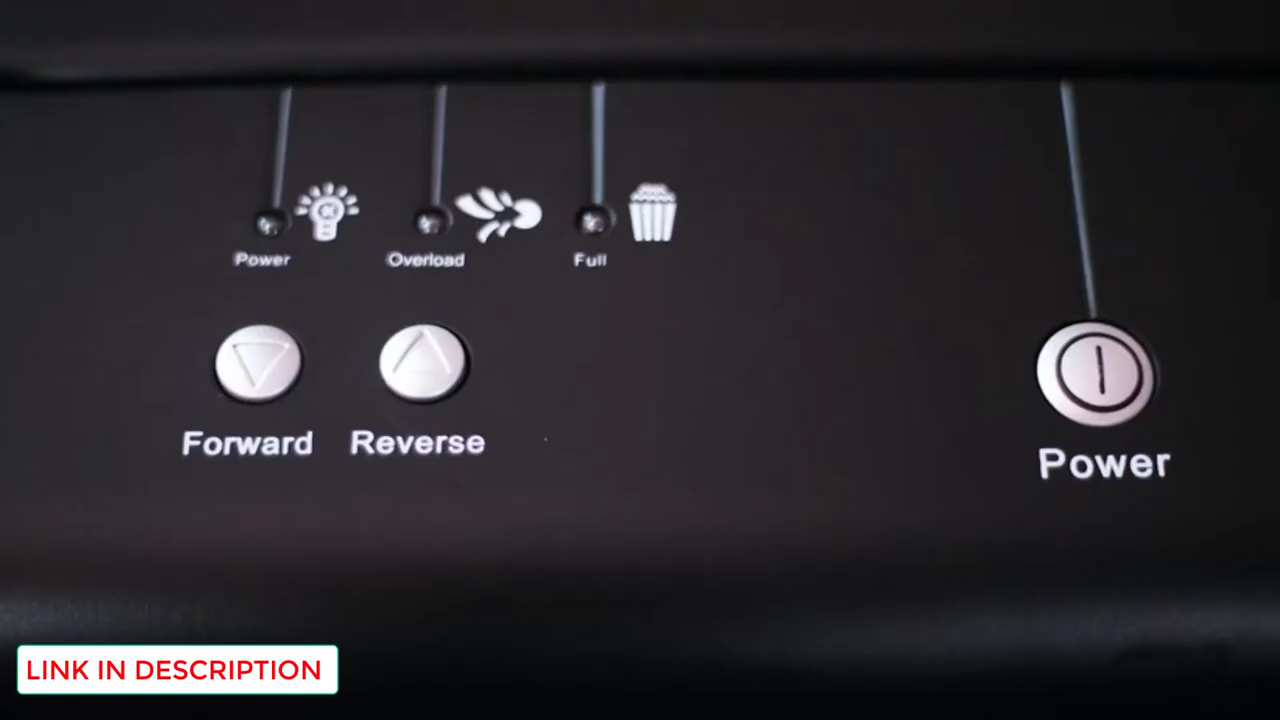 Power
Overload
Full
Forward
Reverse
Power
LINK IN DESCRIPTION